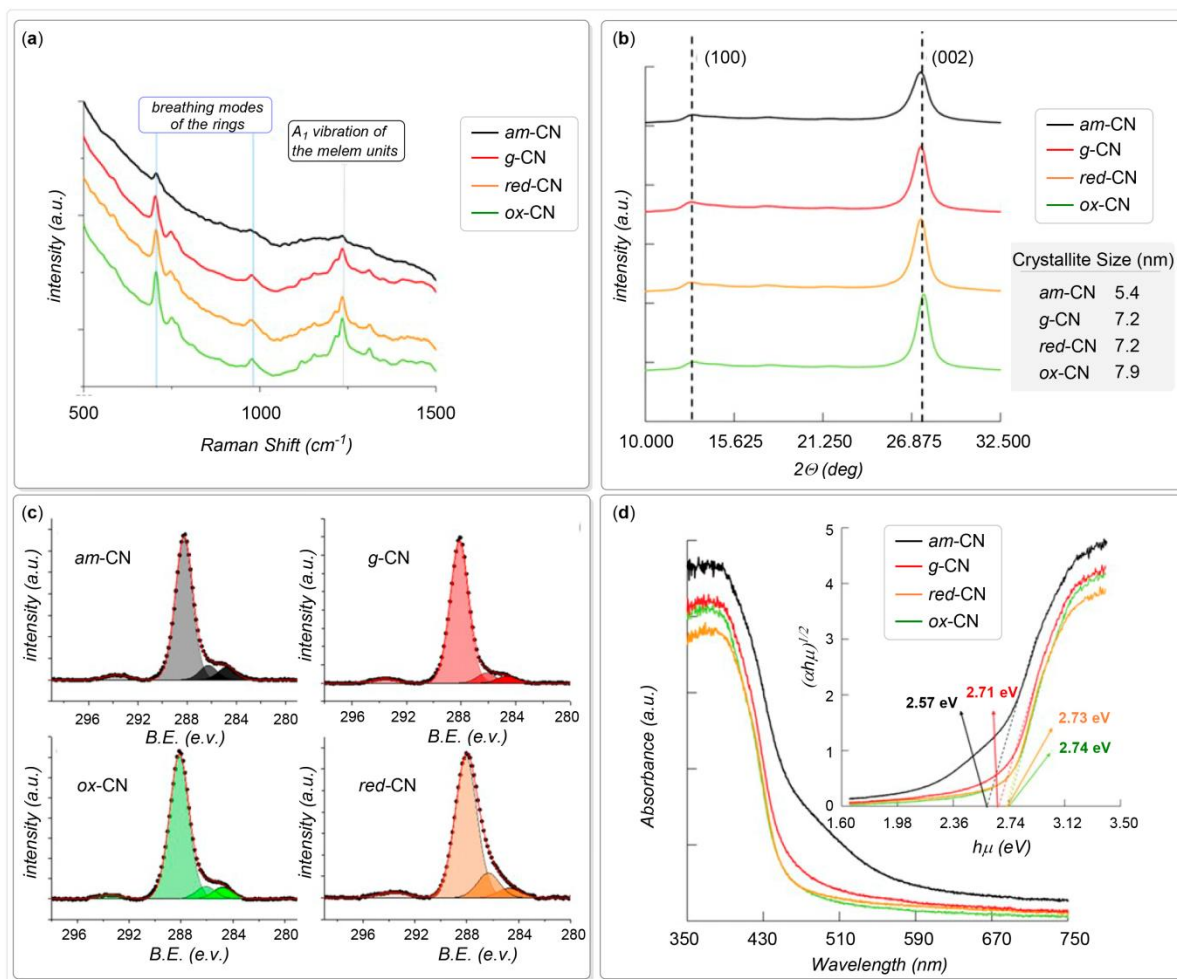 (a)
breathing modes
of the rings
A1 vibration of
the melem units
am-CN
g-CN
red-CN
ox-CN
intensity (a.u.)
500
1000
1500
Raman Shift (cm-1)
(b)
(100)
(002)
am-CN
g-CN
red-CN
ox-CN
Crystallite Size (nm)
am-CN 5.4
g-CN 7.2
red-CN 7.2
ox-CN 7.9
intensity (a.u.)
10.000
15.625
21.250
26.875
32.500
2Θ (deg)
(c)
am-CN
intensity (a.u.)
296 292 288 284 280
B.E. (e.v.)
g-CN
intensity (a.u.)
296 292 288 284 280
B.E. (e.v.)
ox-CN
intensity (a.u.)
296 292 288 284 280
B.E. (e.v.)
red-CN
intensity (a.u.)
296 292 288 284 280
B.E. (e.v.)
(d)
am-CN
g-CN
red-CN
ox-CN
(αhμ)1/2
5
4
3
2
1
0
2.57 eV
2.71 eV
2.73 eV
2.74 eV
1.60 1.98 2.36 2.74 3.12 3.50
hμ (eV)
Absorbance (a.u.)
350 430 510 590 670 750
Wavelength (nm)